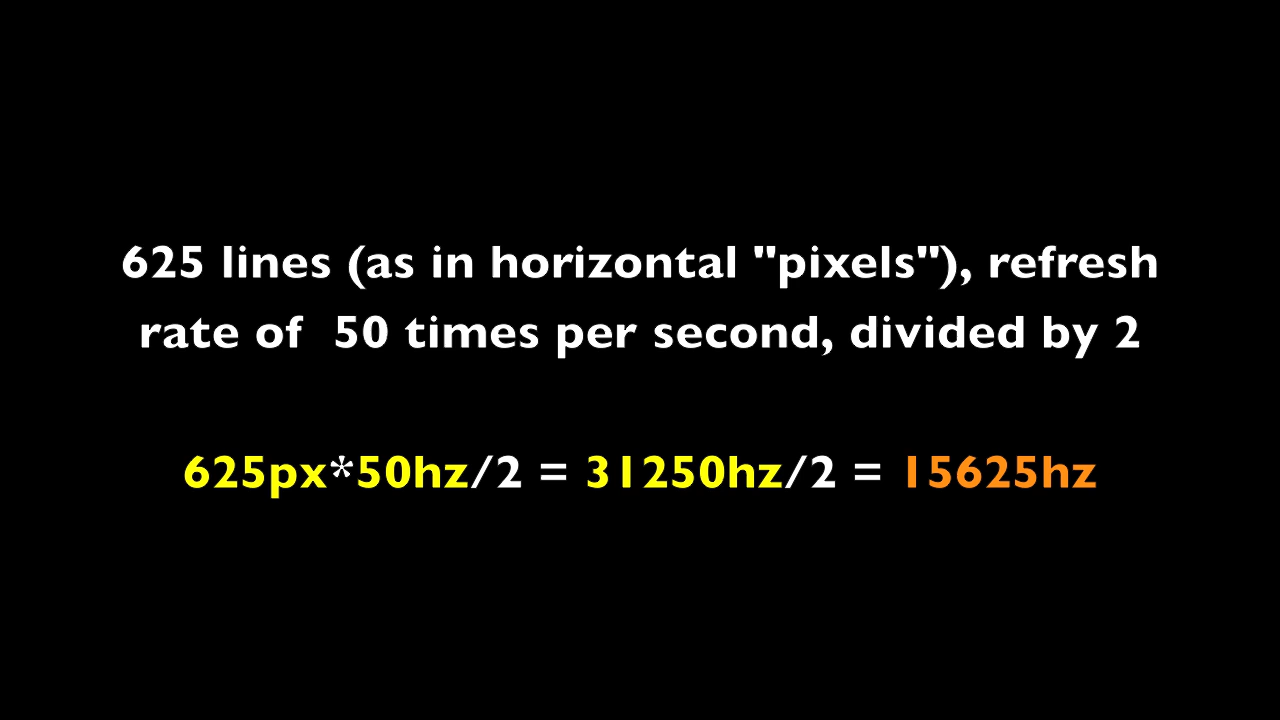 625 lines (as in horizontal "pixels"), refresh
rate of  50 times per second, divided by 2
625px*50hz/2 = 31250hz/2 = 15625hz